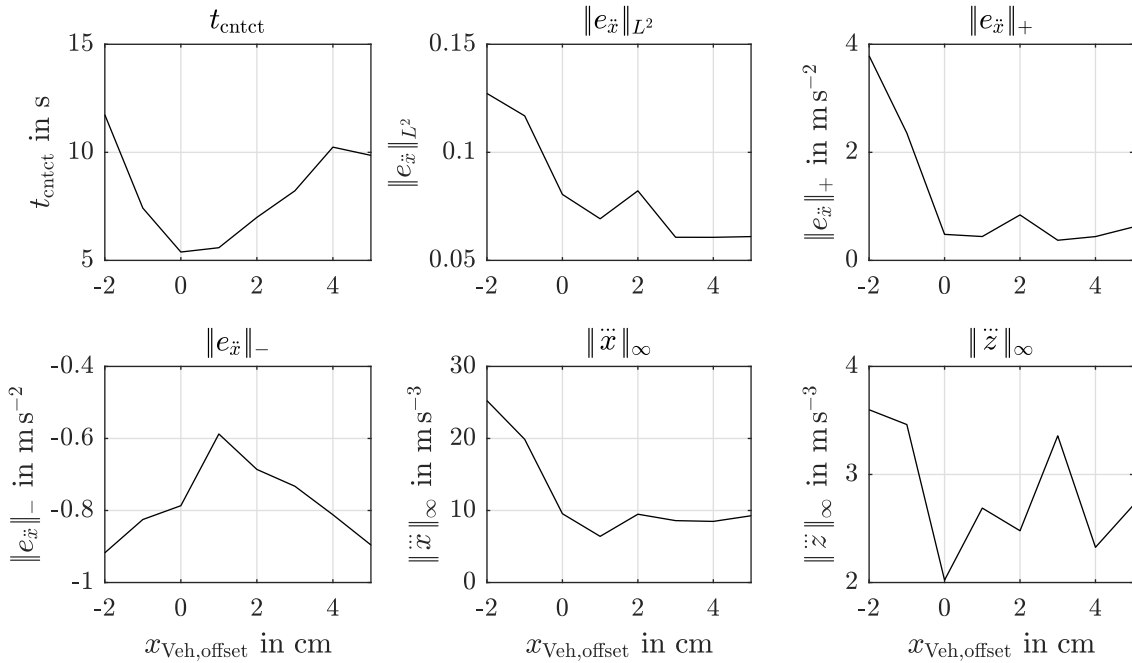 t_cntct
‖e_ẍ‖_L²
‖e_ẍ‖_+
t_cntct in s
15
10
5
-2 0 2 4
‖e_ẍ‖_L²
0.15
0.1
0.05
-2 0 2 4
‖e_ẍ‖_+ in m s⁻²
4
2
0
-2 0 2 4
‖e_ẍ‖_−
‖x⃛‖_∞
‖z⃛‖_∞
‖e_ẍ‖_− in m s⁻²
-0.4
-0.6
-0.8
-1
-2 0 2 4
x_Veh,offset in cm
‖x⃛‖_∞ in m s⁻³
30
20
10
0
-2 0 2 4
x_Veh,offset in cm
‖z⃛‖_∞ in m s⁻³
4
3
2
-2 0 2 4
x_Veh,offset in cm